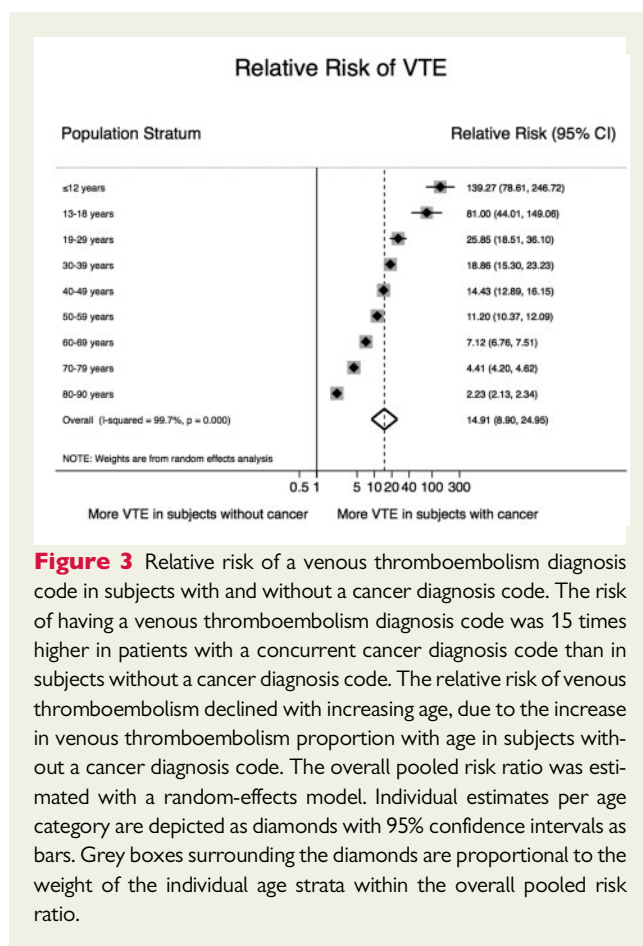 Relative Risk of VTE
Population Stratum Relative Risk (95% CI)
≤12 years 139.27 (78.61, 246.72)
13-18 years 81.00 (44.01, 149.06)
19-29 years 25.85 (18.51, 36.10)
30-39 years 18.86 (15.30, 23.23)
40-49 years 14.43 (12.89, 16.15)
50-59 years 11.20 (10.37, 12.09)
60-69 years 7.12 (6.76, 7.51)
70-79 years 4.41 (4.20, 4.62)
80-90 years 2.23 (2.13, 2.34)
Overall (I-squared = 99.7%, p = 0.000) 14.91 (8.90, 24.95)
NOTE: Weights are from random effects analysis
0.5 1 5 10 20 40 100 300
More VTE in subjects without cancer More VTE in subjects with cancer
Figure 3 Relative risk of a venous thromboembolism diagnosis
code in subjects with and without a cancer diagnosis code. The risk
of having a venous thromboembolism diagnosis code was 15 times
higher in patients with a concurrent cancer diagnosis code than in
subjects without a cancer diagnosis code. The relative risk of venous
thromboembolism declined with increasing age, due to the increase
in venous thromboembolism proportion with age in subjects with-
out a cancer diagnosis code. The overall pooled risk ratio was esti-
mated with a random-effects model. Individual estimates per age
category are depicted as diamonds with 95% confidence intervals as
bars. Grey boxes surrounding the diamonds are proportional to the
weight of the individual age strata within the overall pooled risk
ratio.